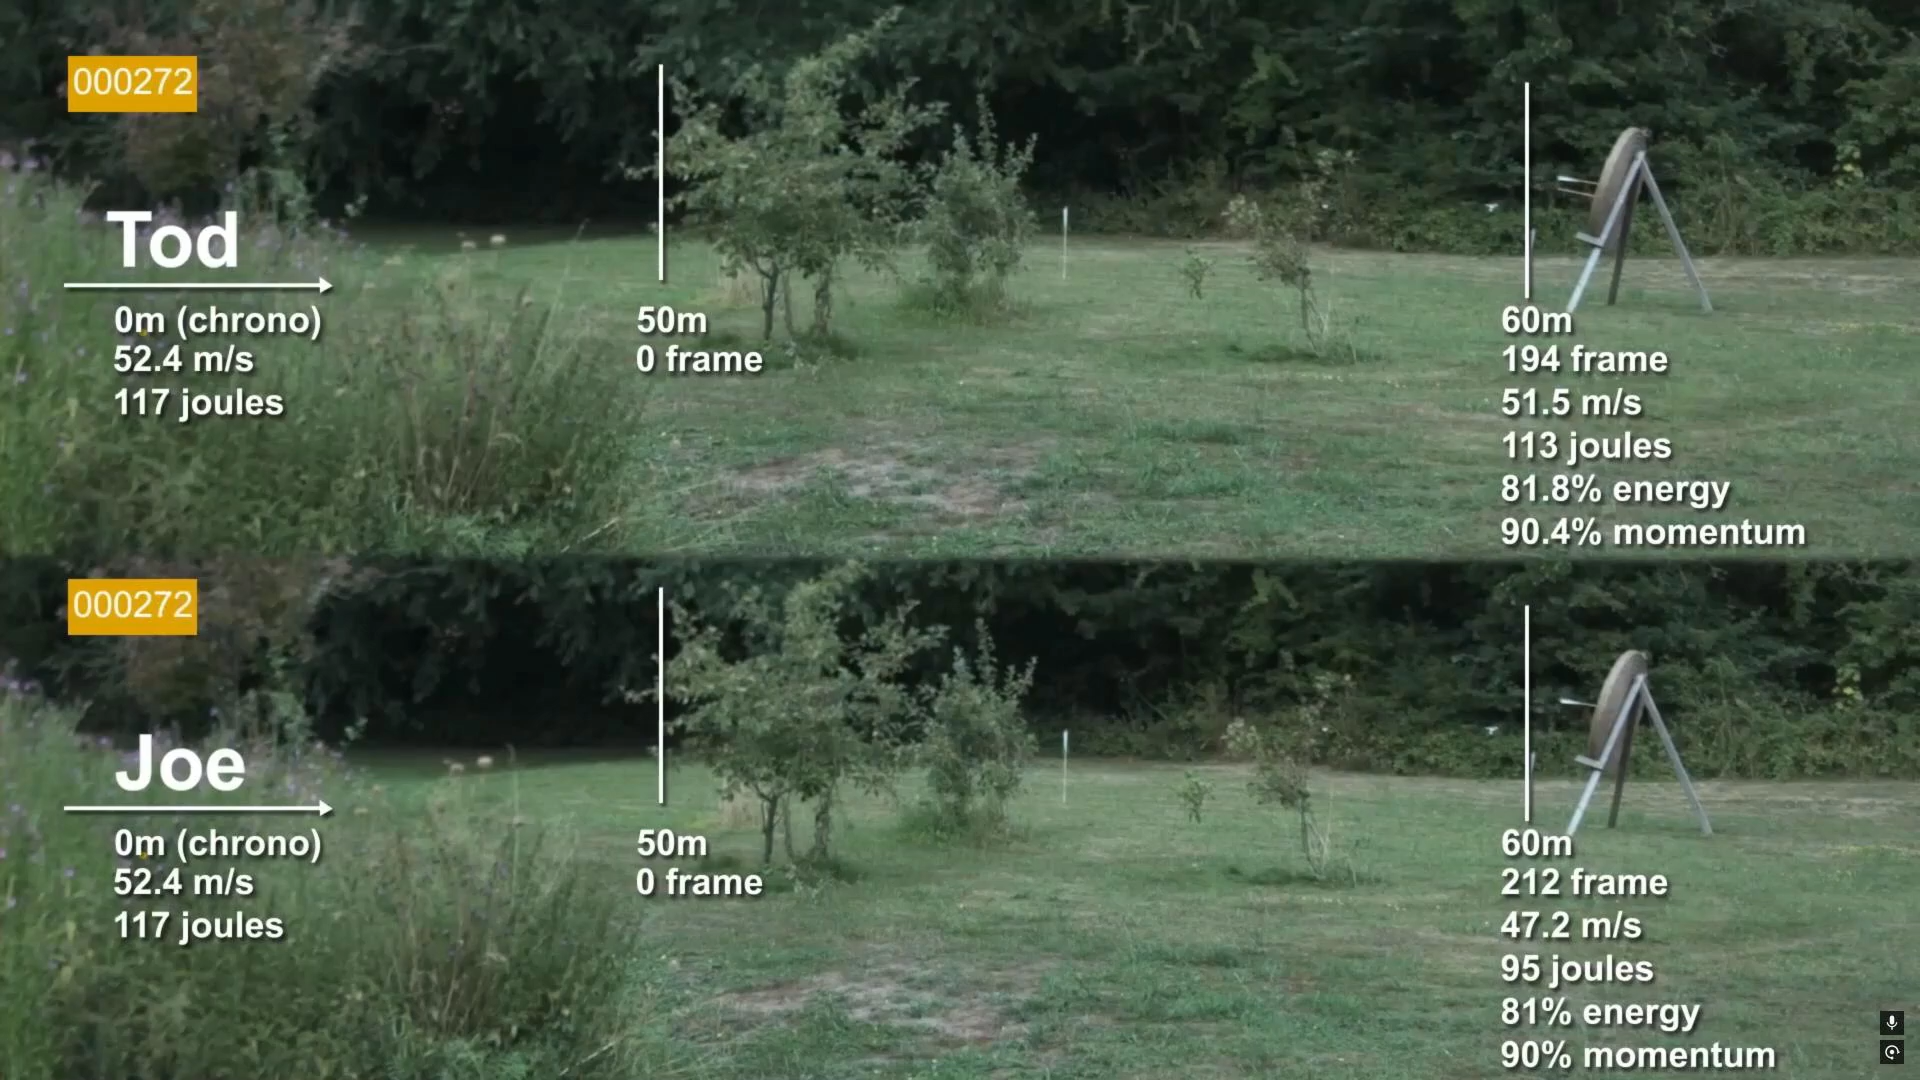 000272
Tod
0m (chrono)
52.4 m/s
117 joules
50m
0 frame
60m
194 frame
51.5 m/s
113 joules
81.8% energy
90.4% momentum
000272
Joe
0m (chrono)
52.4 m/s
117 joules
50m
0 frame
60m
212 frame
47.2 m/s
95 joules
81% energy
90% momentum